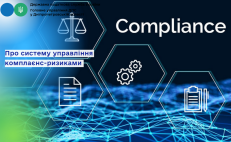 Compliance
Про систему управління
комплаєнс-ризиками